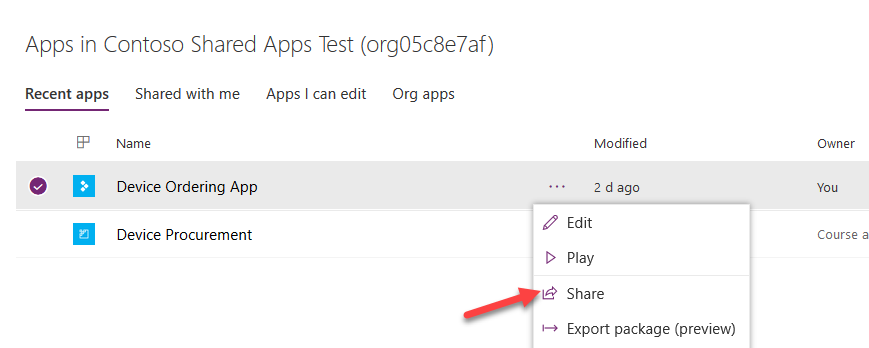 Apps in Contoso Shared Apps Test (org05c8e7af)
Recent apps Shared with me Apps I can edit Org apps
Name Modified Owner
Device Ordering App ... 2 d ago You
Edit
Play
Device Procurement Course a
Share
Export package (preview)